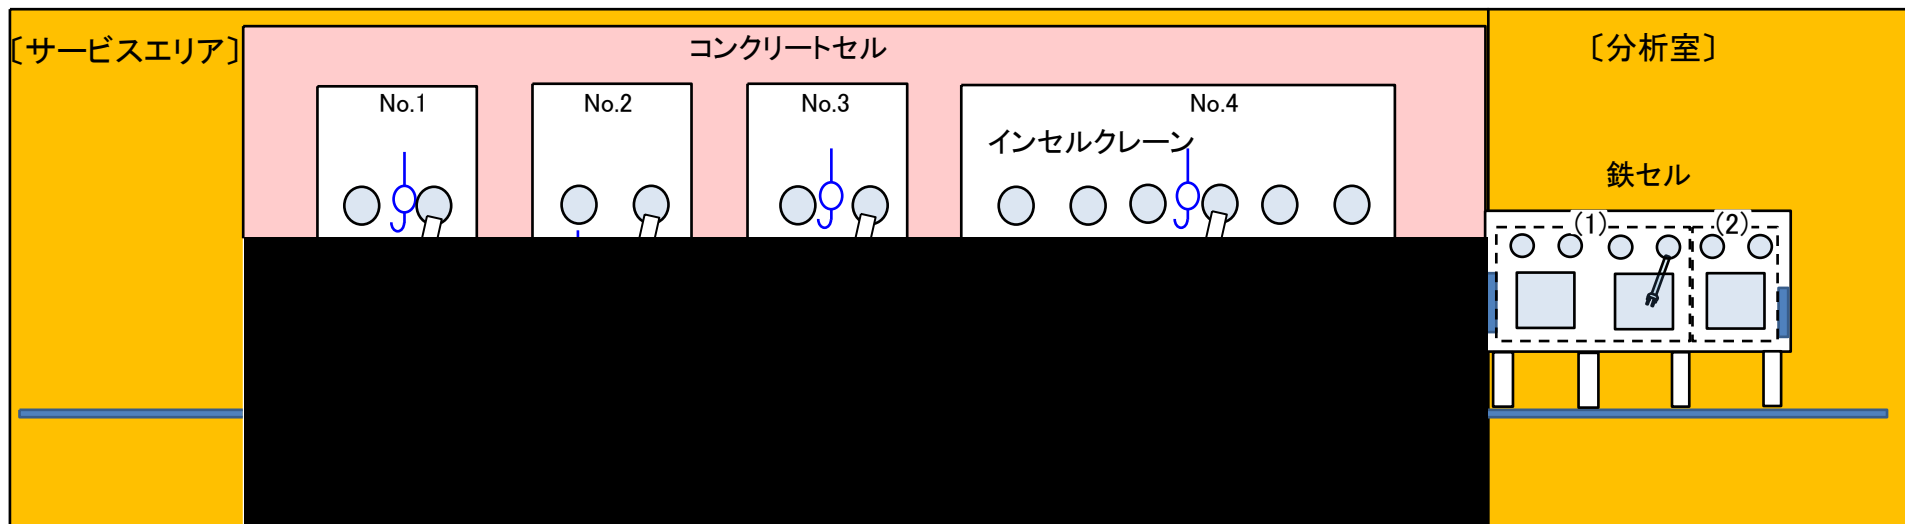 〔サービスエリア〕
コンクリートセル
〔分析室〕
No.1
No.2
No.3
No.4
インセルクレーン
鉄セル
(1)
(2)